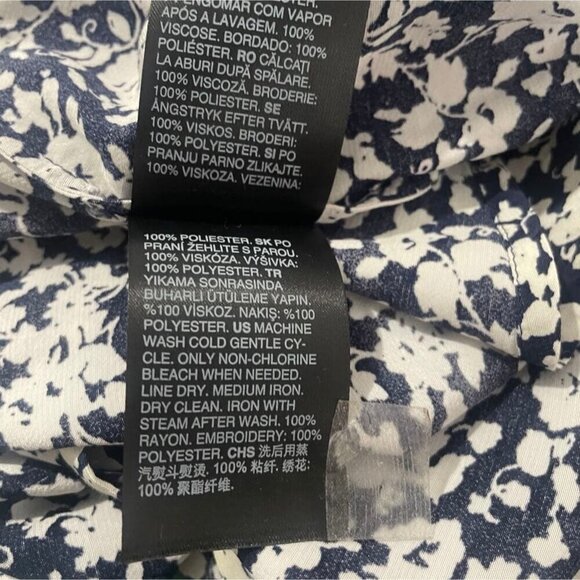 PENGOMAR COM VAPOR
APÓS A LAVAGEM. 100%
VISCOSE. BORDADO: 100%
POLIÉSTER. RO CĂLCAȚI
LA ABURI DUPĂ SPĂLARE.
100% VISCOZĂ. BRODERIE:
100% POLIESTER. SE
ÅNGSTRYK EFTER TVÄTT.
100% VISKOS. BRODERI:
100% POLYESTER. SI PO
PRANJU PARNO ZLIKAJTE.
100% VISKOZA. VEZENINA:
100% POLIESTER. SK PO
PRANÍ ŽEHLITE S PAROU.
100% VISKÓZA. VÝŠIVKA:
100% POLYESTER. TR
YIKAMA SONRASINDA
BUHARLI ÜTÜLEME YAPIN.
%100 VİSKOZ. NAKIŞ: %100
POLYESTER. US MACHINE
WASH COLD GENTLE CY-
CLE. ONLY NON-CHLORINE
BLEACH WHEN NEEDED.
LINE DRY. MEDIUM IRON.
DRY CLEAN. IRON WITH
STEAM AFTER WASH. 100%
RAYON. EMBROIDERY: 100%
POLYESTER. CHS 洗后用蒸
汽熨斗熨烫. 100% 粘纤. 绣花:
100% 聚酯纤维.